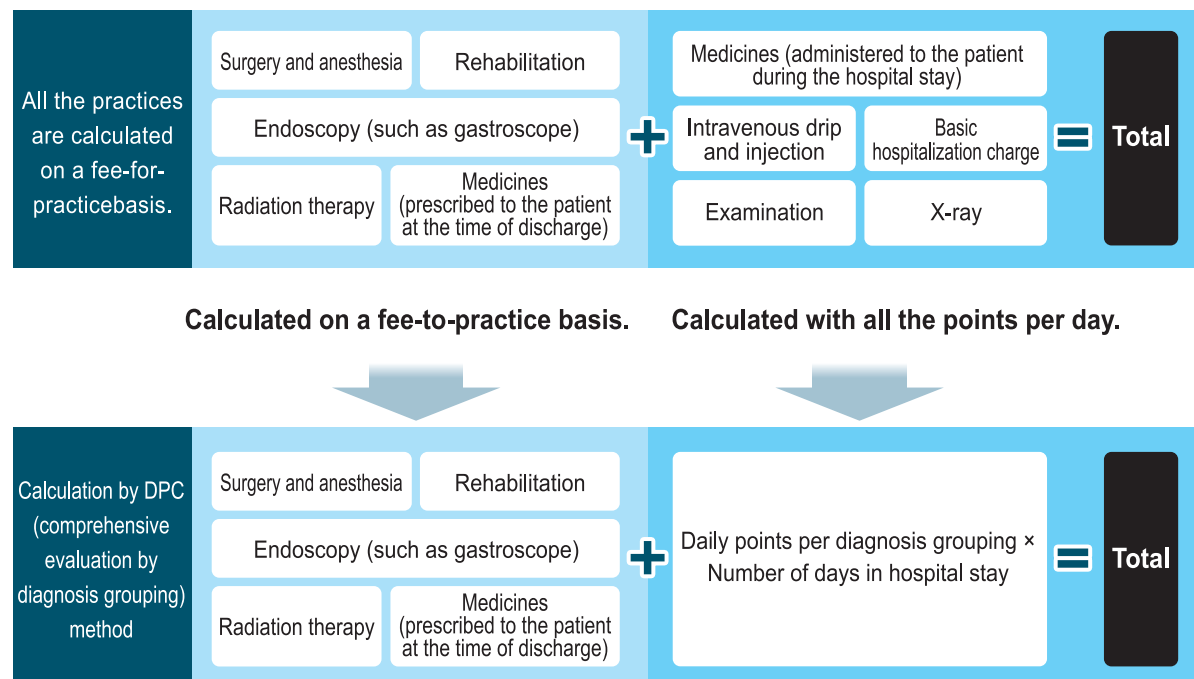 All the practices
are calculated
on a fee-for-
practicebasis.
Surgery and anesthesia
Rehabilitation
Endoscopy (such as gastroscope)
Radiation therapy
Medicines
(prescribed to the patient
at the time of discharge)
+
Medicines (administered to the patient
during the hospital stay)
Intravenous drip
and injection
Basic
hospitalization charge
Examination
X-ray
=
Total
Calculated on a fee-to-practice basis.
Calculated with all the points per day.
Calculation by DPC
(comprehensive
evaluation by
diagnosis grouping)
method
Surgery and anesthesia
Rehabilitation
Endoscopy (such as gastroscope)
Radiation therapy
Medicines
(prescribed to the patient
at the time of discharge)
+
Daily points per diagnosis grouping ×
Number of days in hospital stay
=
Total